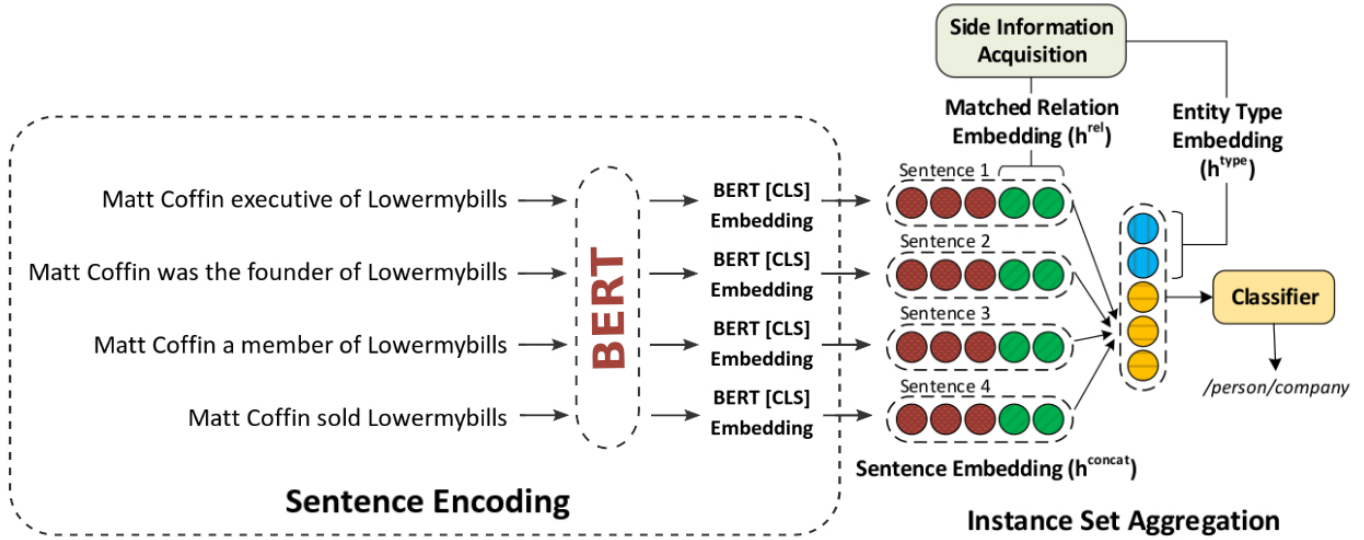 Side Information
Acquisition
Matched Relation
Embedding (h^rel)
Entity Type
Embedding
(h^type)
Matt Coffin executive of Lowermybills
Matt Coffin was the founder of Lowermybills
Matt Coffin a member of Lowermybills
Matt Coffin sold Lowermybills
BERT
BERT [CLS]
Embedding
BERT [CLS]
Embedding
BERT [CLS]
Embedding
BERT [CLS]
Embedding
Sentence 1
Sentence 2
Sentence 3
Sentence 4
Classifier
/person/company
Sentence Embedding (h^concat)
Sentence Encoding
Instance Set Aggregation